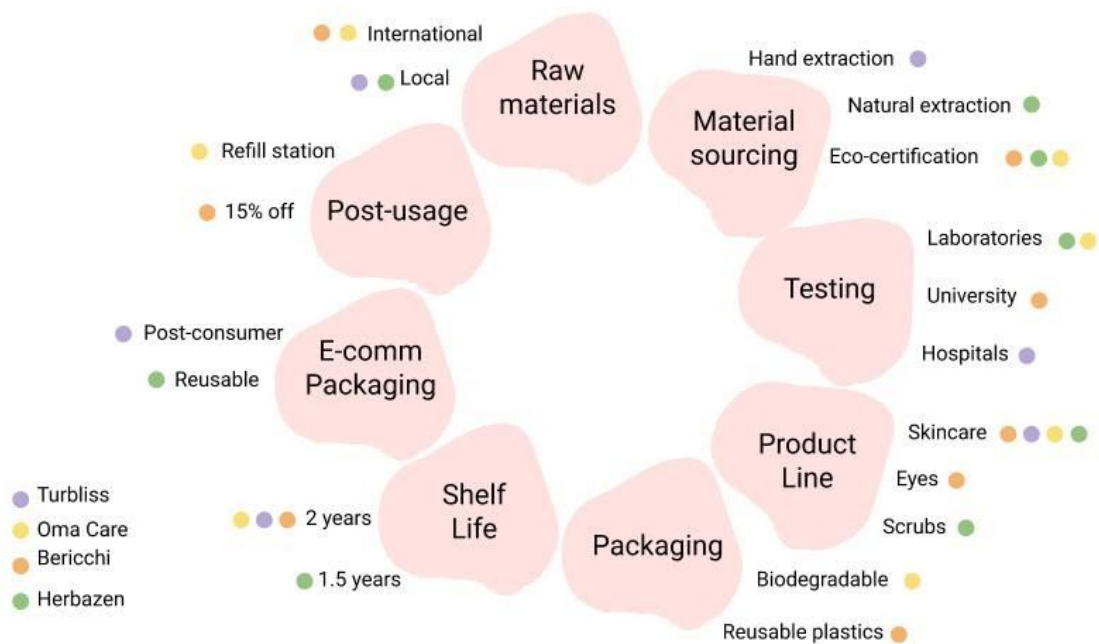 International
Local
Raw
materials
Hand extraction
Natural extraction
Eco-certification
Material
sourcing
Refill station
15% off
Post-usage
Laboratories
University
Hospitals
Testing
Post-consumer
Reusable
E-comm
Packaging
Skincare
Eyes
Scrubs
Product
Line
Turbliss
Oma Care
Bericchi
Herbazen
2 years
1.5 years
Shelf
Life
Packaging
Biodegradable
Reusable plastics